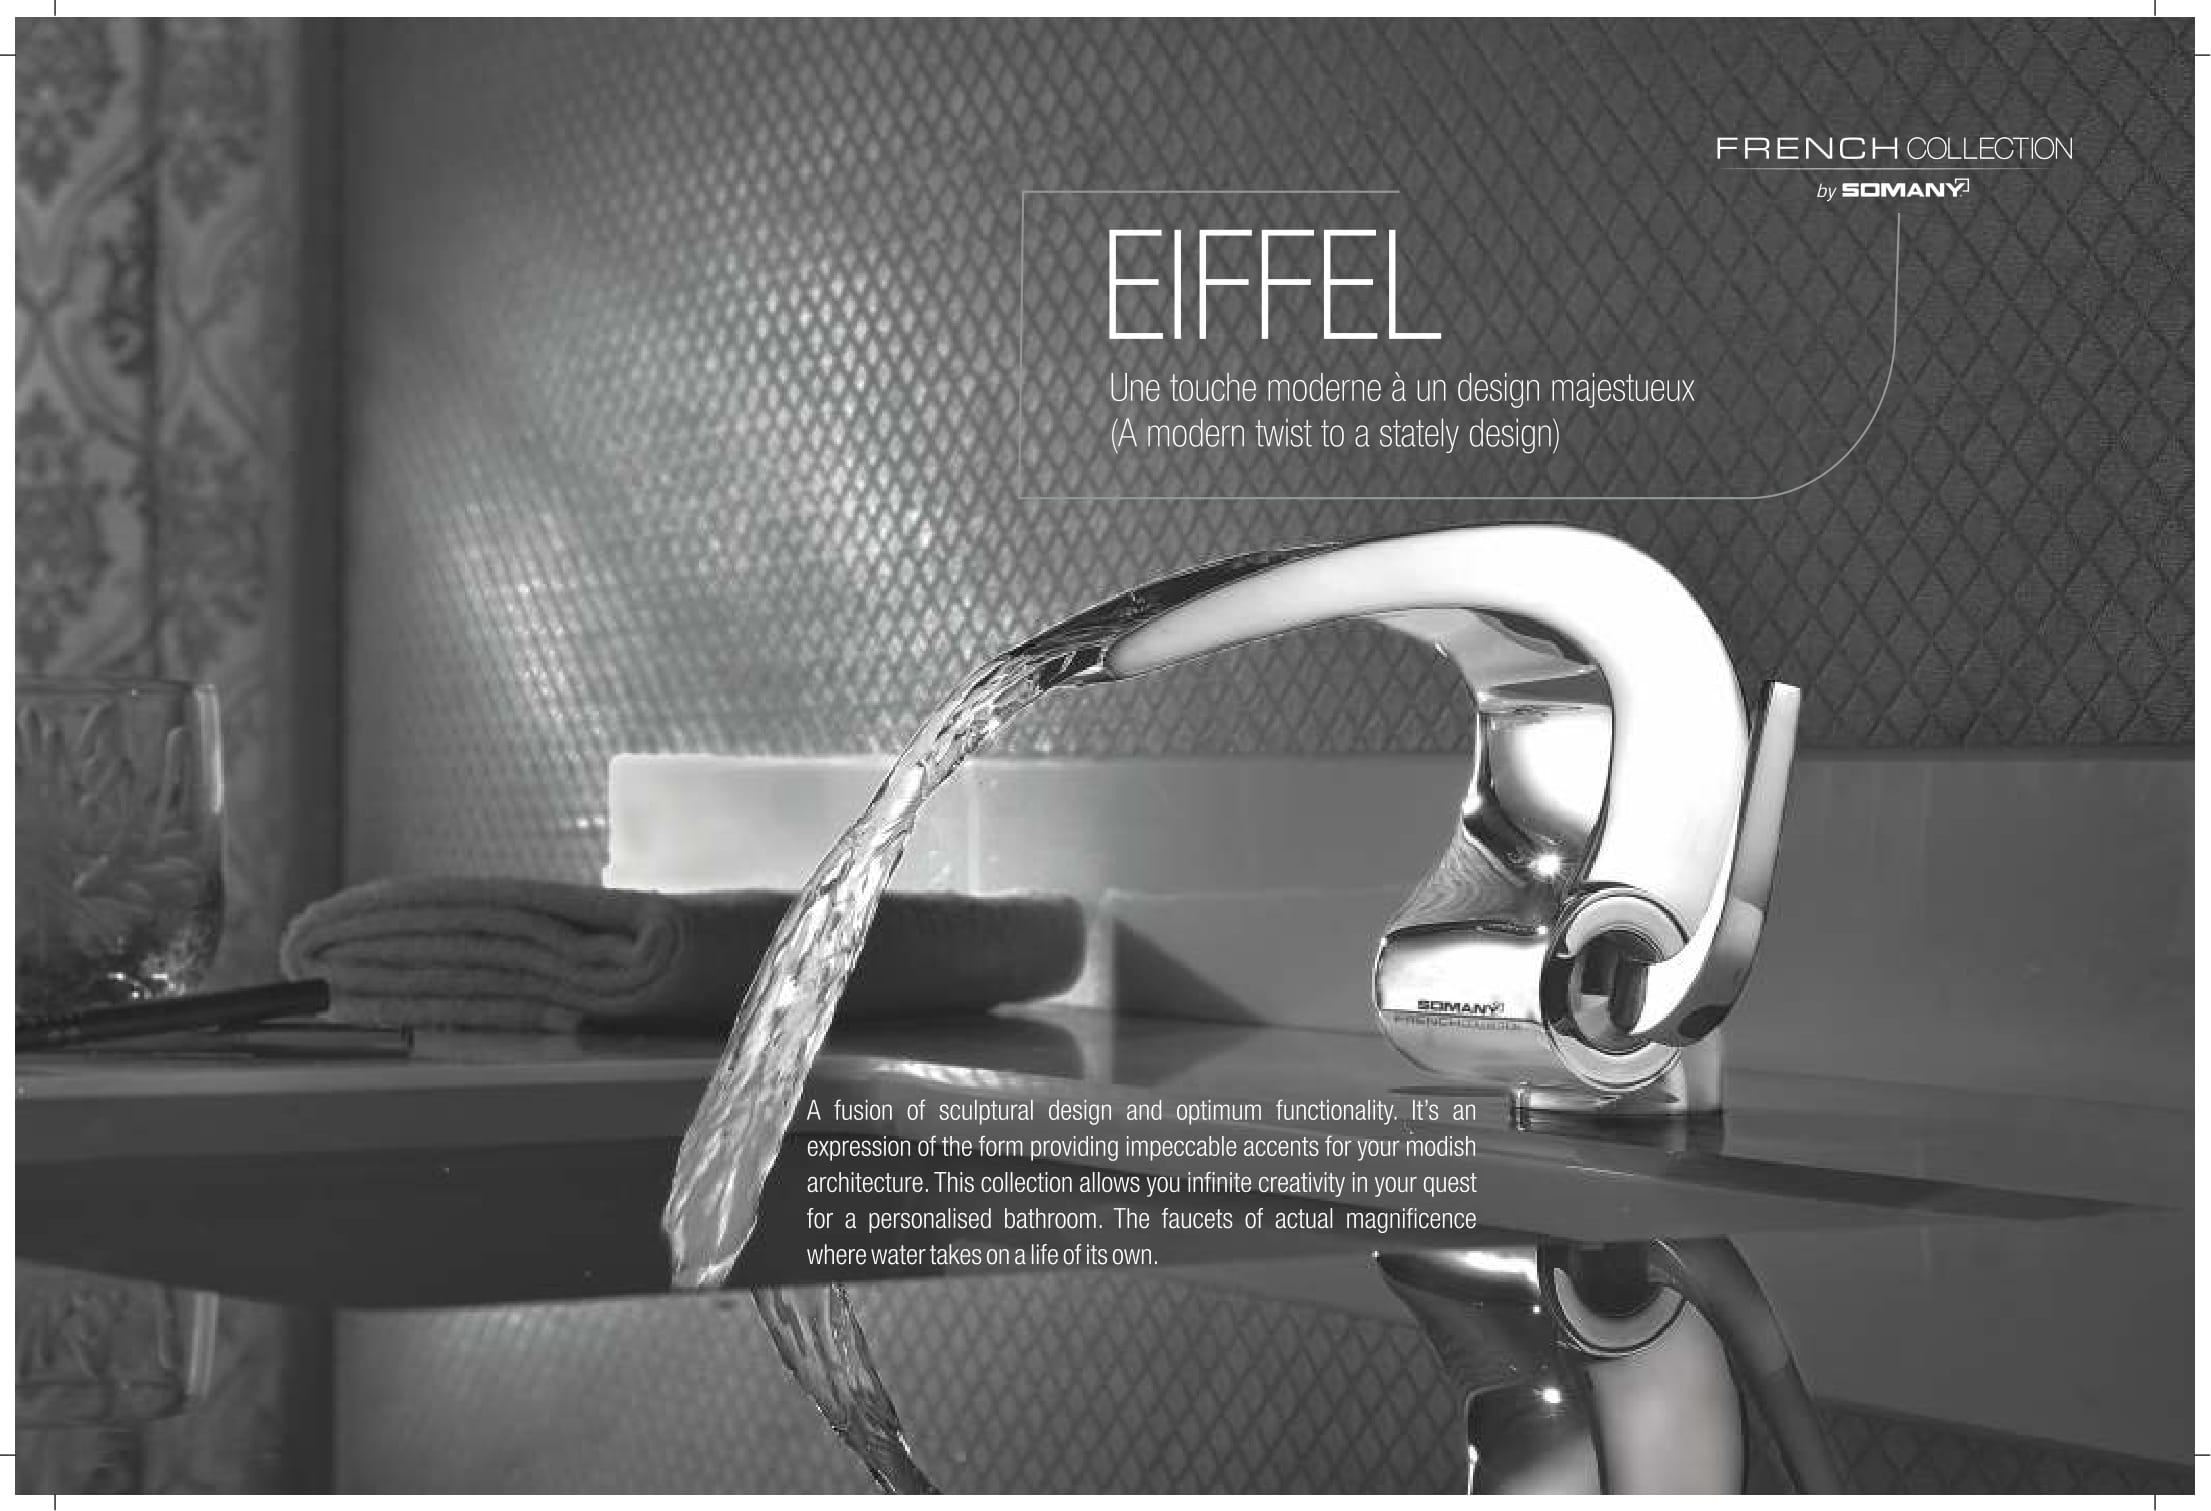 FRENCH COLLECTION
by SOMANY
EIFFEL
Une touche moderne à un design majestueux
(A modern twist to a stately design)
SOMANY
A fusion of sculptural design and optimum functionality. It’s an
expression of the form providing impeccable accents for your modish
architecture. This collection allows you infinite creativity in your quest
for a personalised bathroom. The faucets of actual magnificence
where water takes on a life of its own.